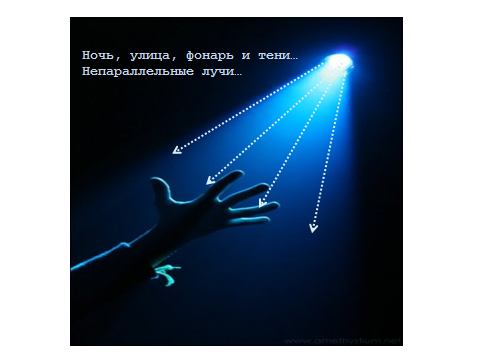 Ночь, улица, фонарь и тени…
Непараллельные лучи…